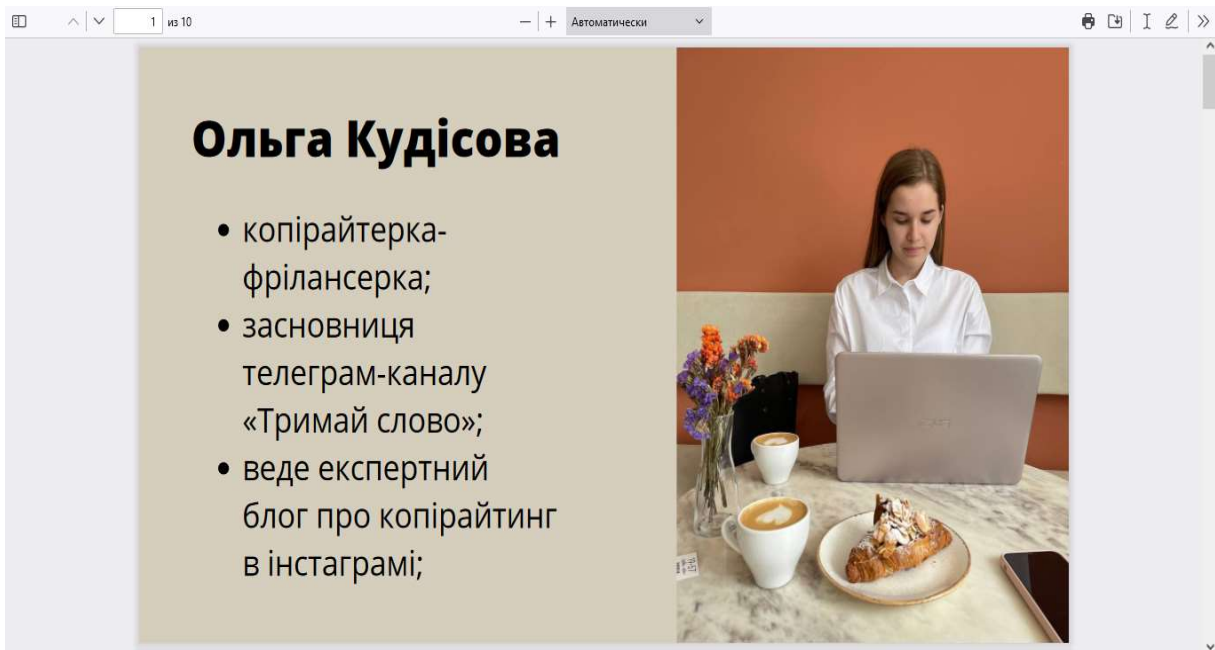 1 из 10
Автоматически
Ольга Кудісова
• копірайтерка-
фрілансерка;
• засновниця
телеграм-каналу
«Тримай слово»;
• веде експертний
блог про копірайтинг
в інстаграмі;